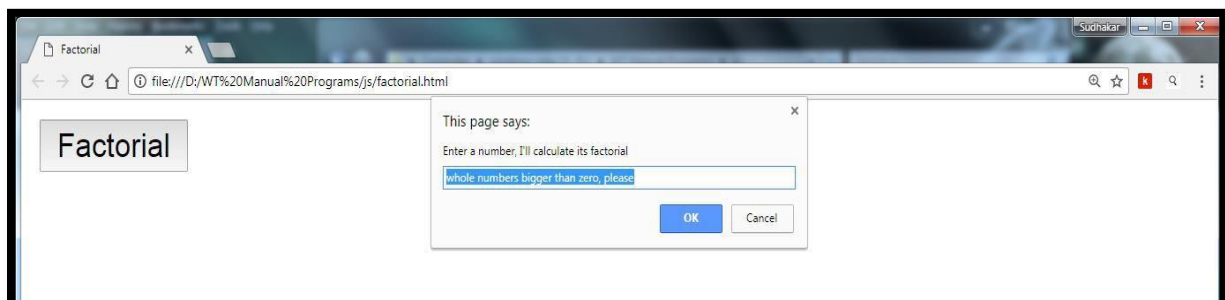 Sudhakar
Factorial
file:///D:/WT%20Manual%20Programs/js/factorial.html
Factorial
This page says:
Enter a number, I'll calculate its factorial
whole numbers bigger than zero, please
OK Cancel